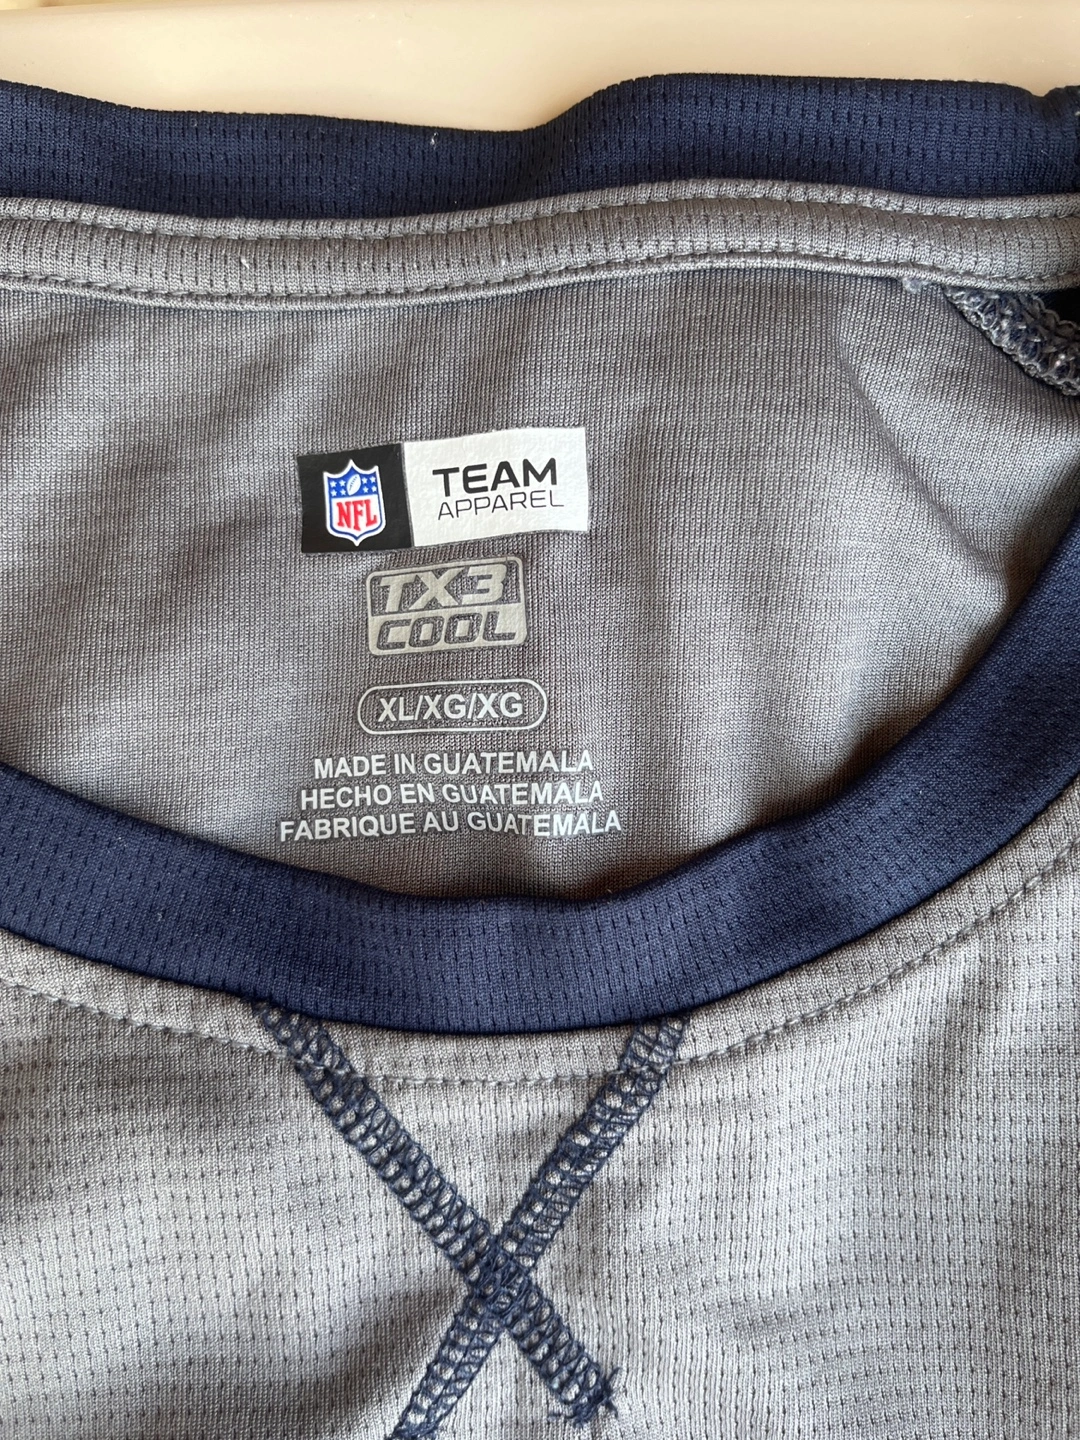 NFL
TEAM
APPAREL
TX3
COOL
XL/XG/XG
MADE IN GUATEMALA
HECHO EN GUATEMALA
FABRIQUE AU GUATEMALA